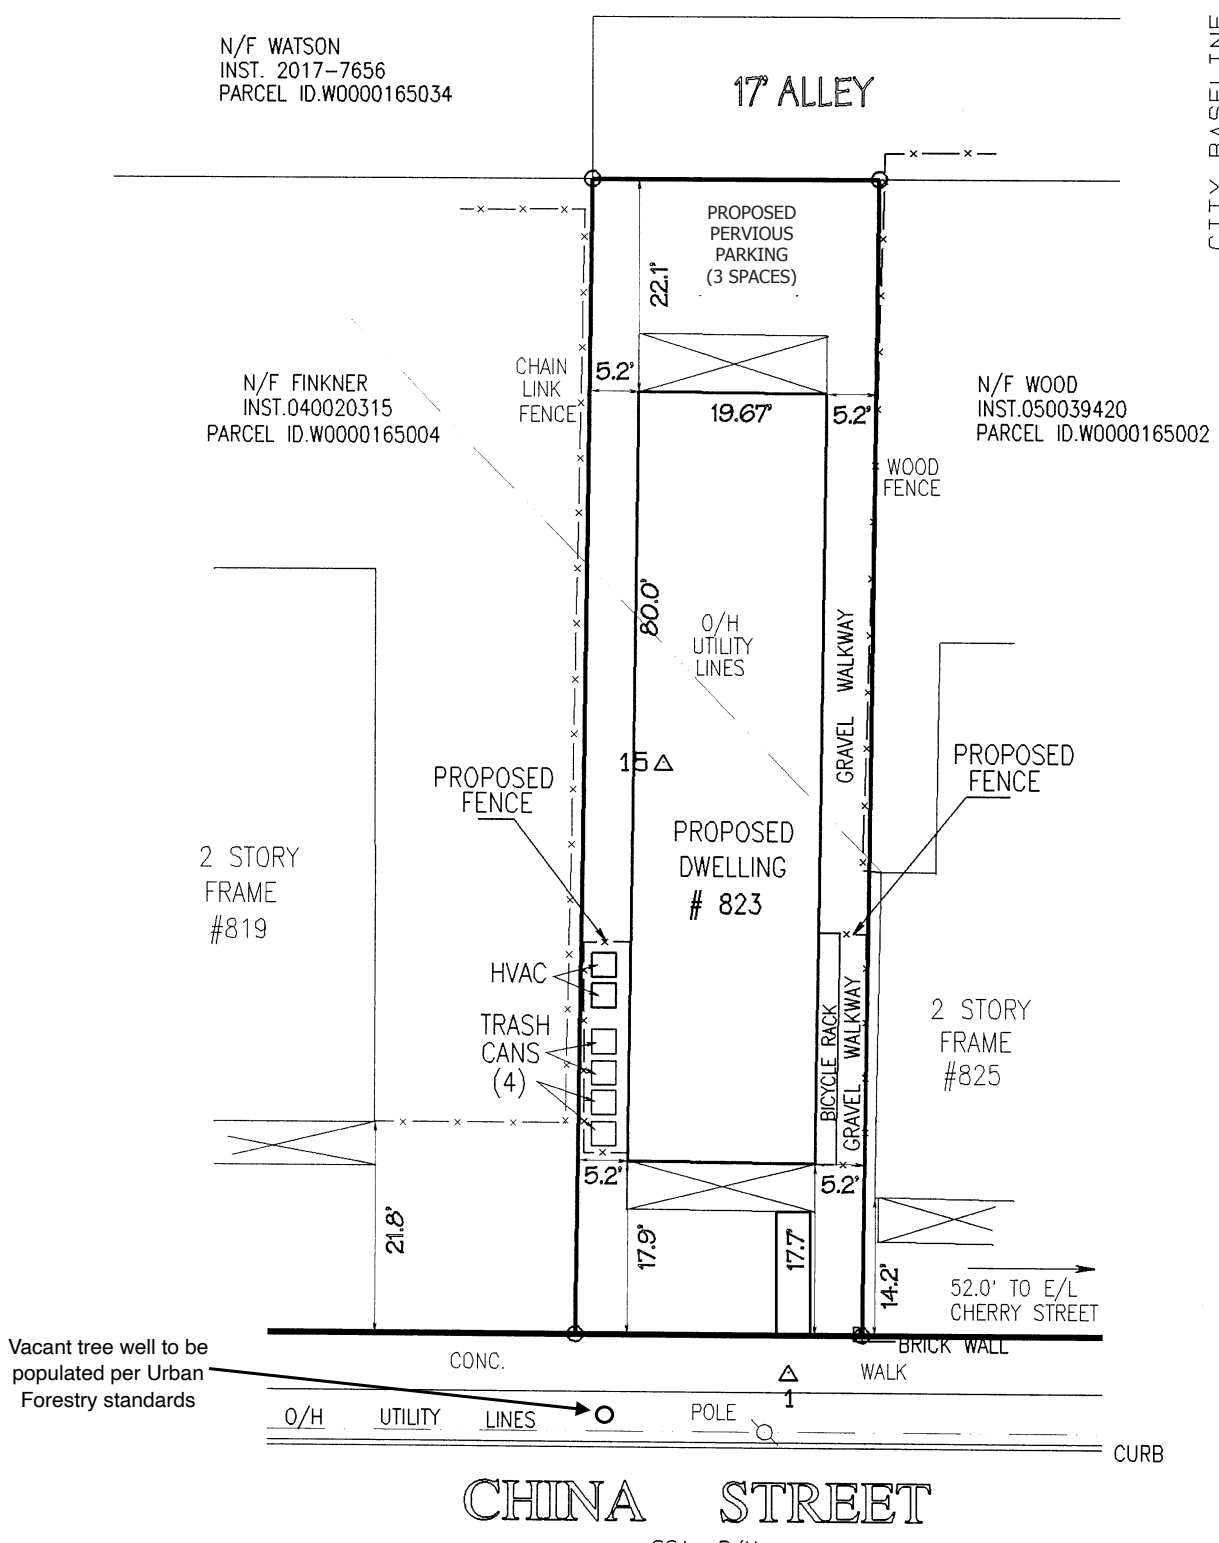 N/F WATSON
INST. 2017-7656
PARCEL ID.W0000165034
17' ALLEY
CITY BASELINE
PROPOSED
PERVIOUS
PARKING
(3 SPACES)
22.1'
CHAIN
LINK
FENCE
5.2'
19.67'
5.2'
N/F FINKNER
INST.040020315
PARCEL ID.W0000165004
N/F WOOD
INST.050039420
PARCEL ID.W0000165002
WOOD
FENCE
80.0'
O/H
UTILITY
LINES
GRAVEL WALKWAY
15
PROPOSED
FENCE
PROPOSED
FENCE
PROPOSED
DWELLING
# 823
2 STORY
FRAME
#819
HVAC
TRASH
CANS
(4)
BICYCLE RACK
GRAVEL WALKWAY
2 STORY
FRAME
#825
5.2'
5.2'
21.8'
17.9'
17.7'
14.2'
52.0' TO E/L
CHERRY STREET
BRICK WALL
Vacant tree well to be
populated per Urban
Forestry standards
CONC.
WALK
1
O/H UTILITY LINES
POLE
CURB
CHINA STREET